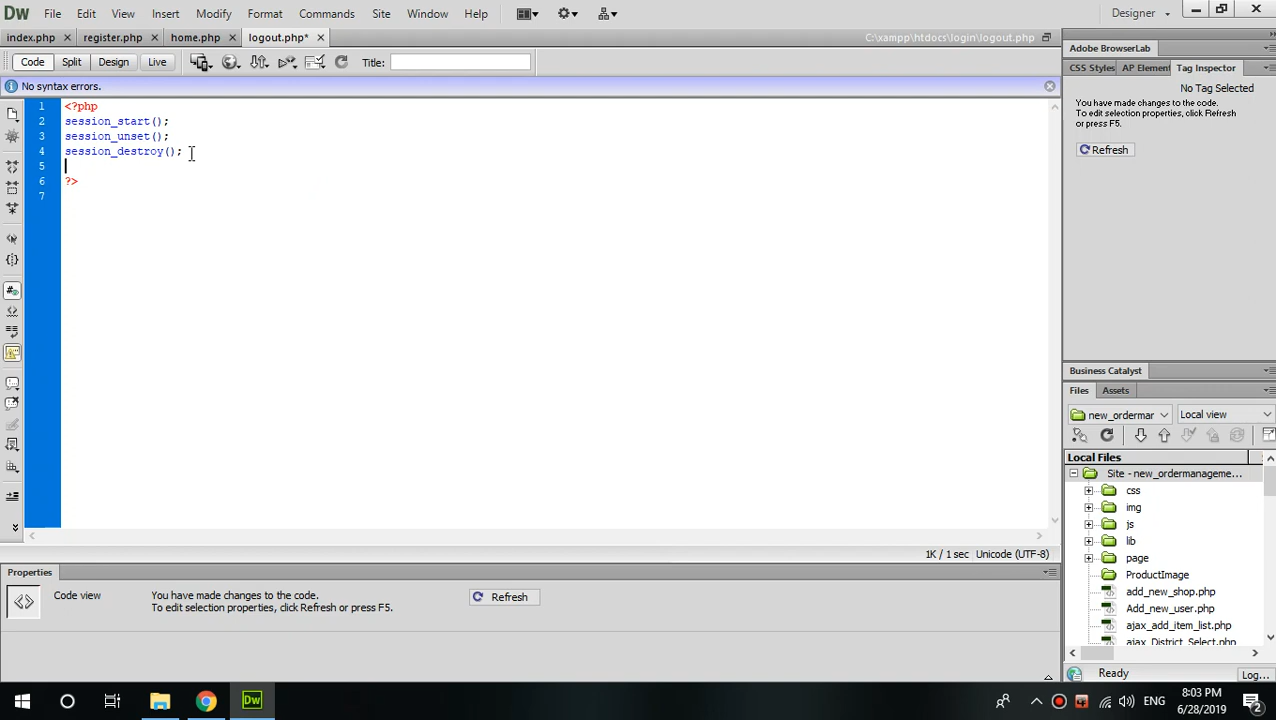 Dw File Edit View Insert Modify Format Commands Site Window Help Designer
index.php register.php home.php logout.php* C:\xampp\htdocs\login\logout.php
Code Split Design Live Title:
No syntax errors.
1 <?php
2 session_start();
3 session_unset();
4 session_destroy();
5
6 ?>
7
1K / 1 sec Unicode (UTF-8)
Properties
Code view
You have made changes to the code.
To edit selection properties, click Refresh or press F5.
Refresh
Adobe BrowserLab
CSS Styles AP Elemen Tag Inspector
No Tag Selected
You have made changes to the code.
To edit selection properties, click Refresh
or press F5.
Refresh
Business Catalyst
Files Assets
new_ordermar Local view
Local Files
Site - new_ordermanageme...
css
img
js
lib
page
ProductImage
add_new_shop.php
Add_new_user.php
ajax_add_item_list.php
ajax_District_Select.php
Ready Log...
Dw ENG 8:03 PM
6/28/2019 2